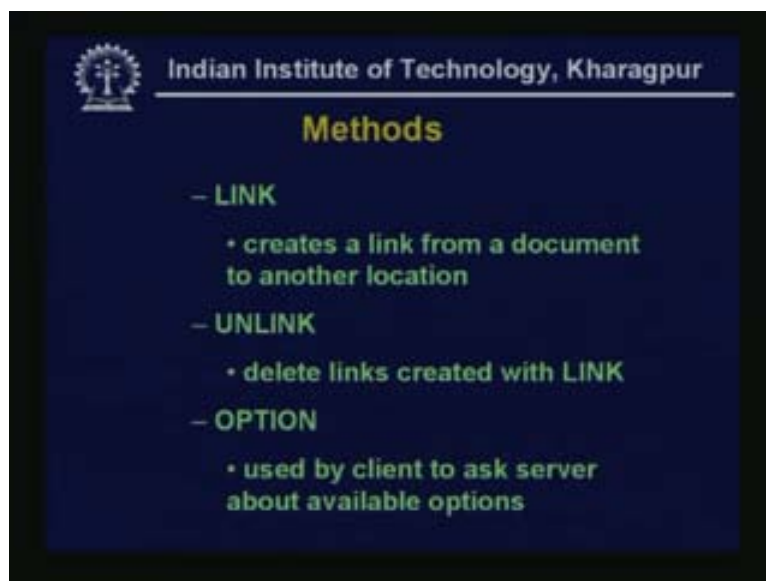 Indian Institute of Technology, Kharagpur
Methods
– LINK
• creates a link from a document
to another location
– UNLINK
• delete links created with LINK
– OPTION
• used by client to ask server
about available options